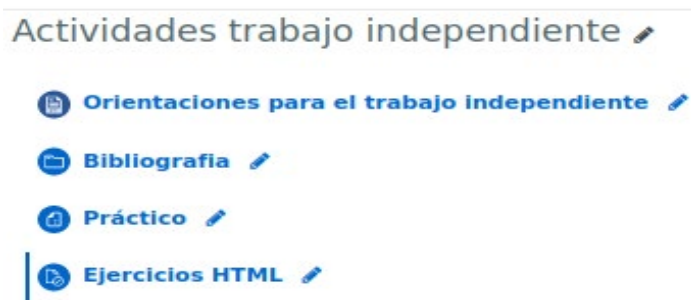 Actividades trabajo independiente
Orientaciones para el trabajo independiente
Bibliografia
Práctico
Ejercicios HTML